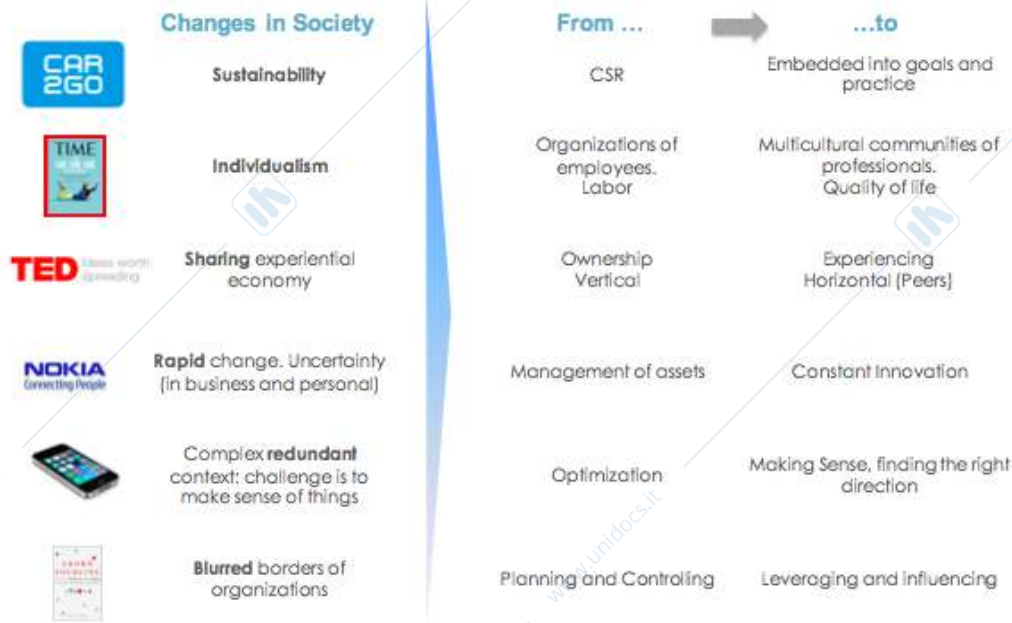 Changes in Society
From ...
...to
CAR
2GO
Sustainability
CSR
Embedded into goals and
practice
TIME
Individualism
Organizations of
employees.
Labor
Multicultural communities of
professionals.
Quality of life
TED
ideas worth
spreading
Sharing experiential
economy
Ownership
Vertical
Experiencing
Horizontal (Peers)
NOKIA
Connecting People
Rapid change. Uncertainty
(in business and personal)
Management of assets
Constant Innovation
Complex redundant
context: challenge is to
make sense of things
Optimization
Making Sense, finding the right
direction
Blurred borders of
organizations
Planning and Controlling
Leveraging and influencing
www.unidocs.it